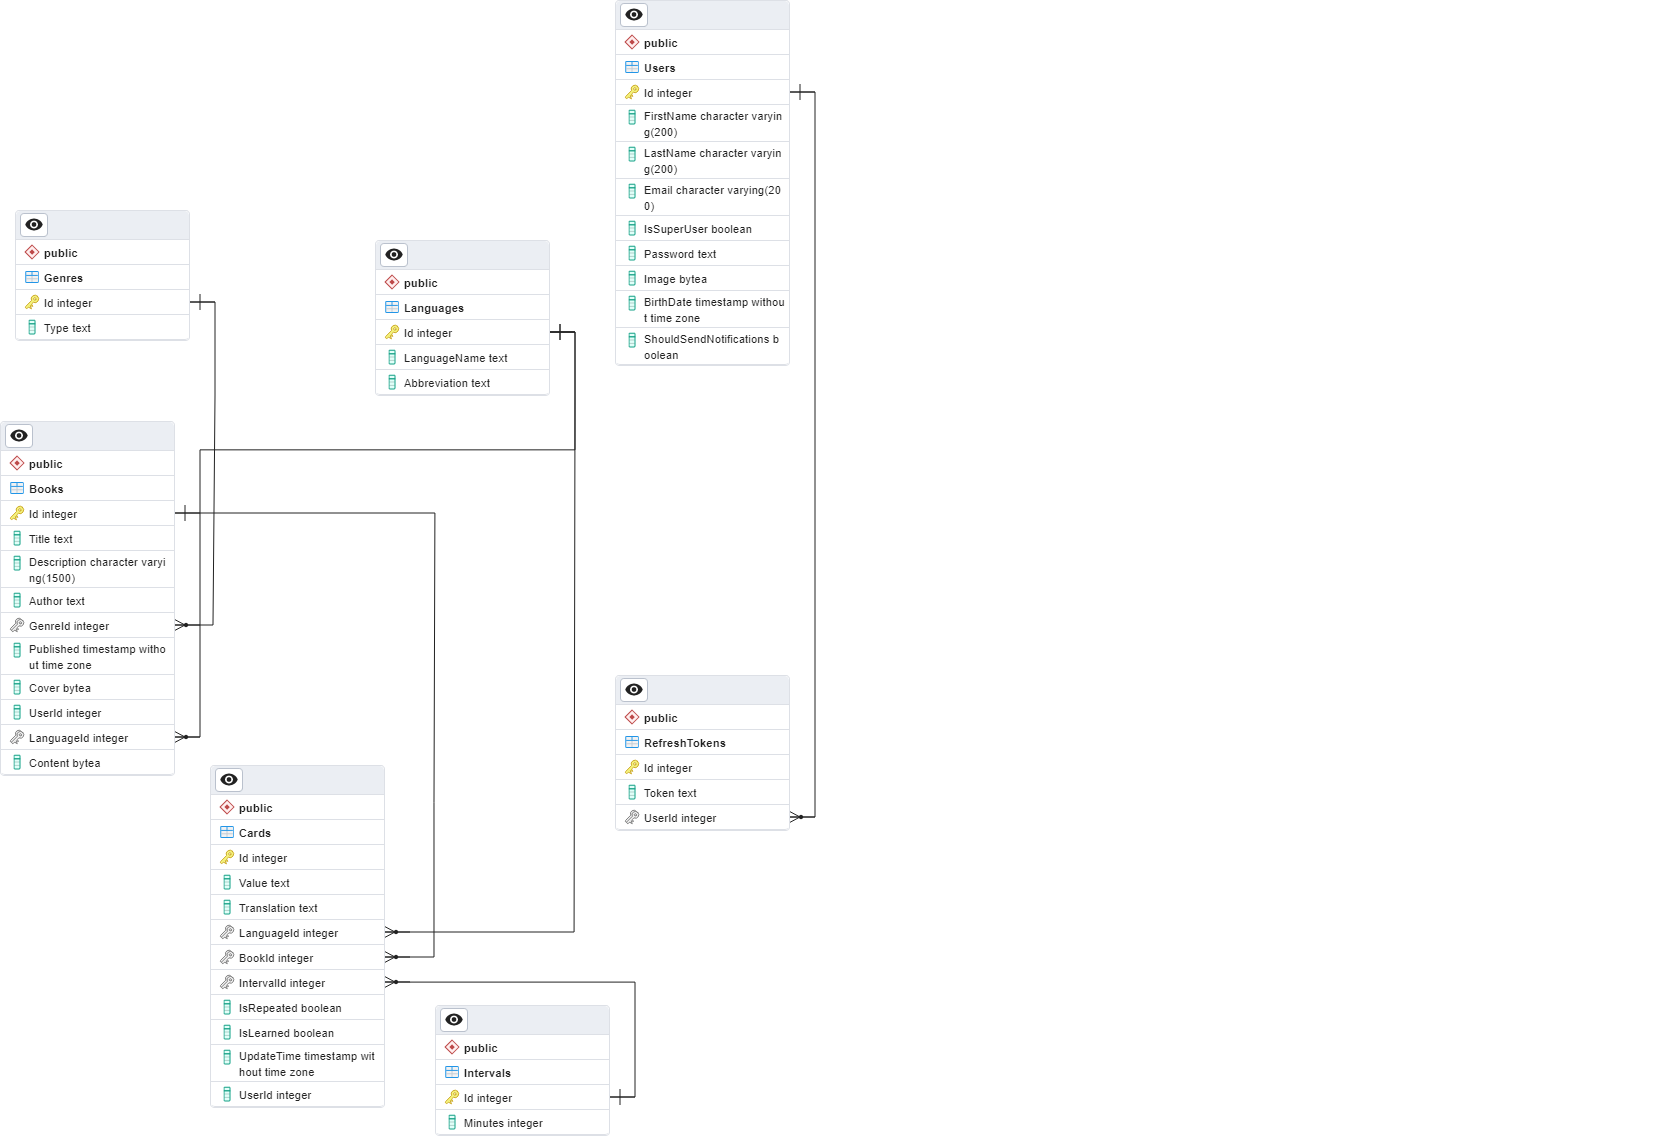 public
Users
Id integer
FirstName character varyin
g(200)
LastName character varyin
g(200)
Email character varying(20
0)
IsSuperUser boolean
Password text
Image bytea
BirthDate timestamp withou
t time zone
ShouldSendNotifications b
oolean
public
Genres
Id integer
Type text
public
Languages
Id integer
LanguageName text
Abbreviation text
public
Books
Id integer
Title text
Description character varyi
ng(1500)
Author text
GenreId integer
Published timestamp witho
ut time zone
Cover bytea
UserId integer
LanguageId integer
Content bytea
public
RefreshTokens
Id integer
Token text
UserId integer
public
Cards
Id integer
Value text
Translation text
LanguageId integer
BookId integer
IntervalId integer
IsRepeated boolean
IsLearned boolean
UpdateTime timestamp wit
hout time zone
UserId integer
public
Intervals
Id integer
Minutes integer